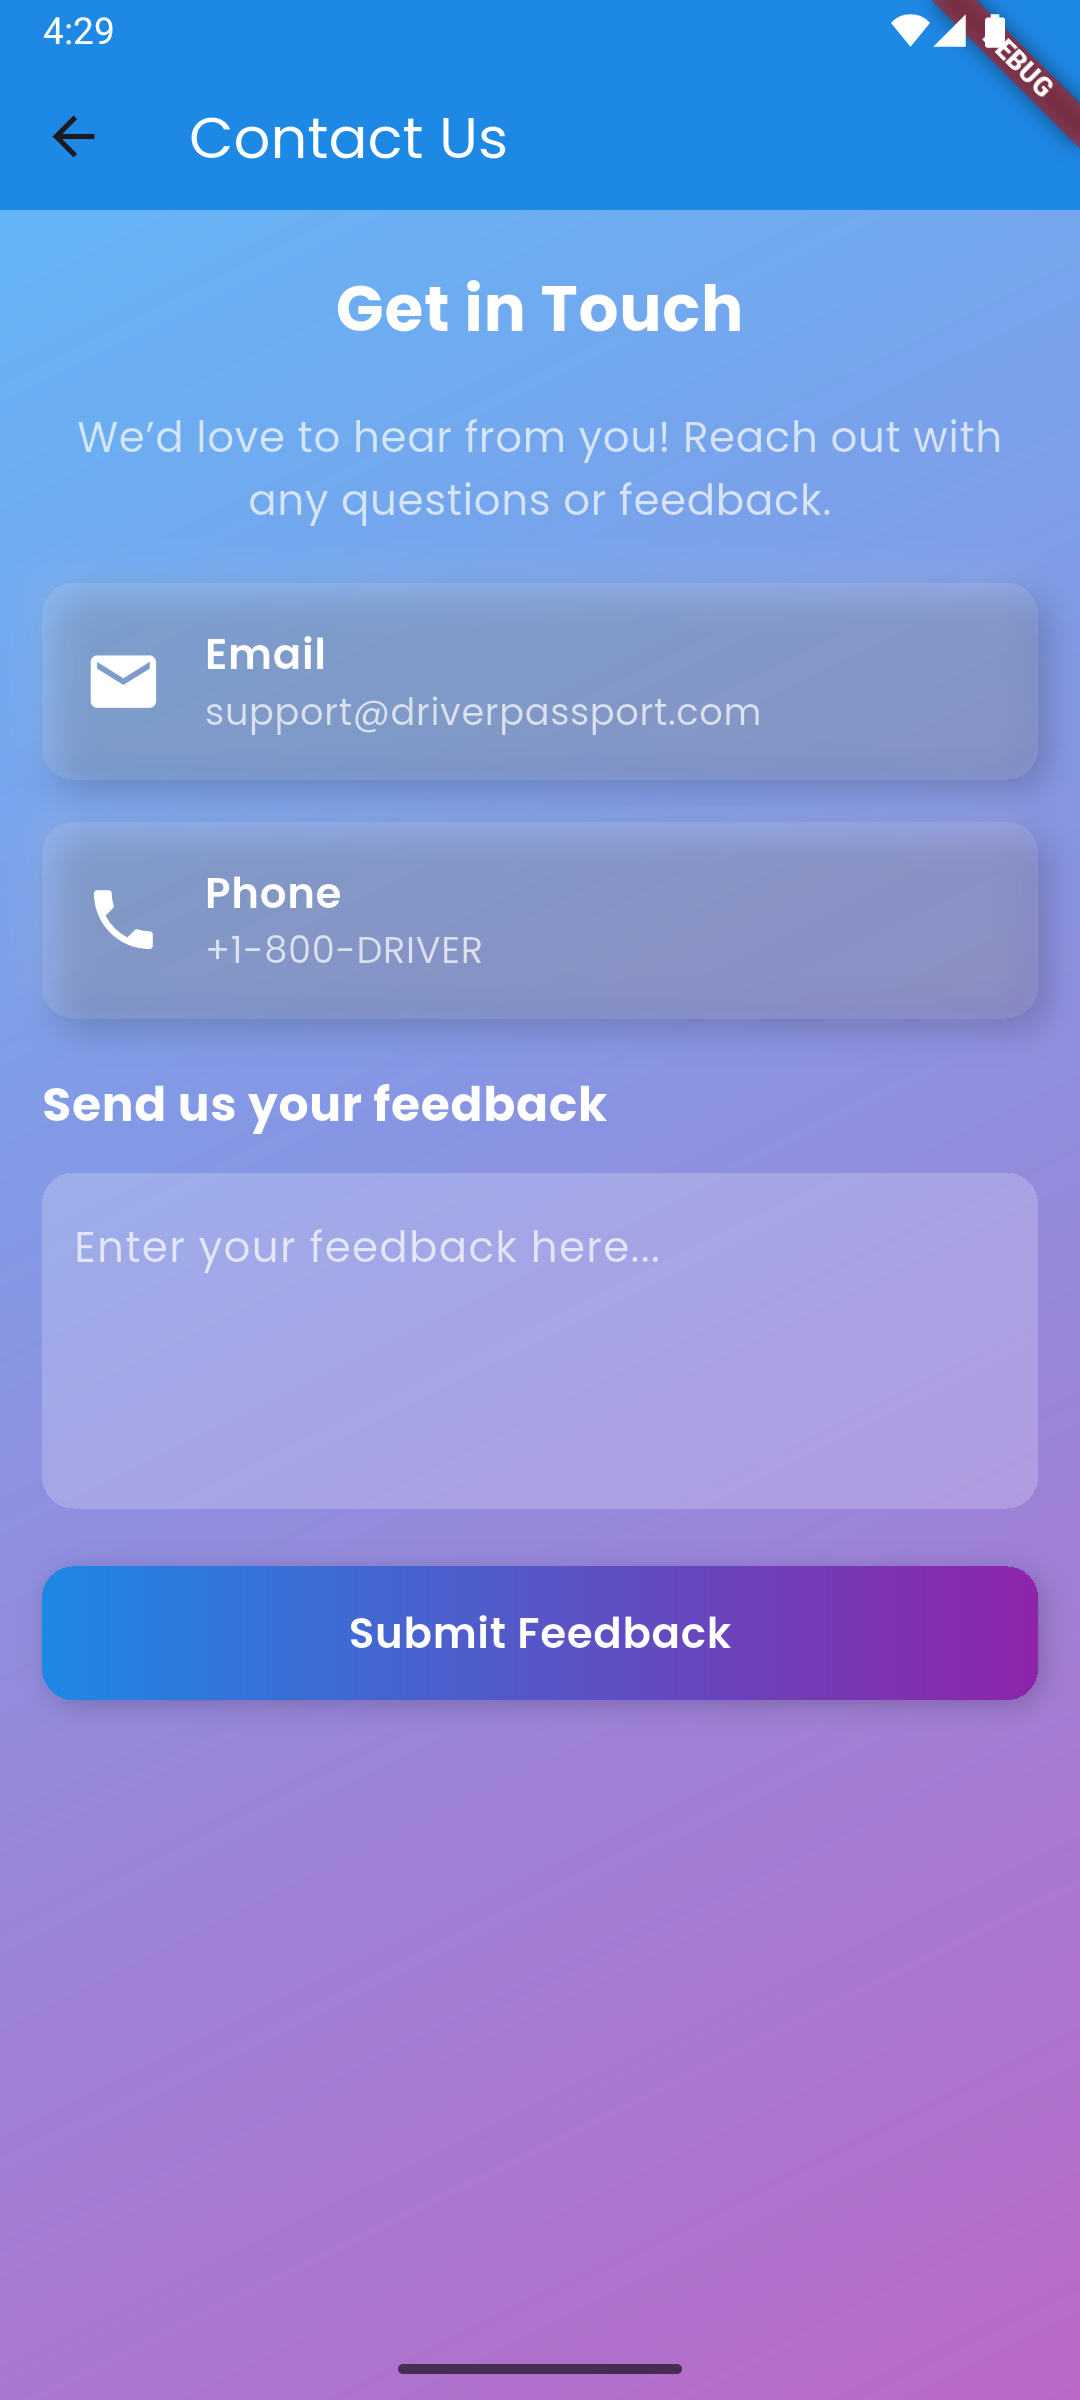 4:29
EBUG
Contact Us
Get in Touch
We’d love to hear from you! Reach out with
any questions or feedback.
Email
support@driverpassport.com
Phone
+1-800-DRIVER
Send us your feedback
Enter your feedback here...
Submit Feedback